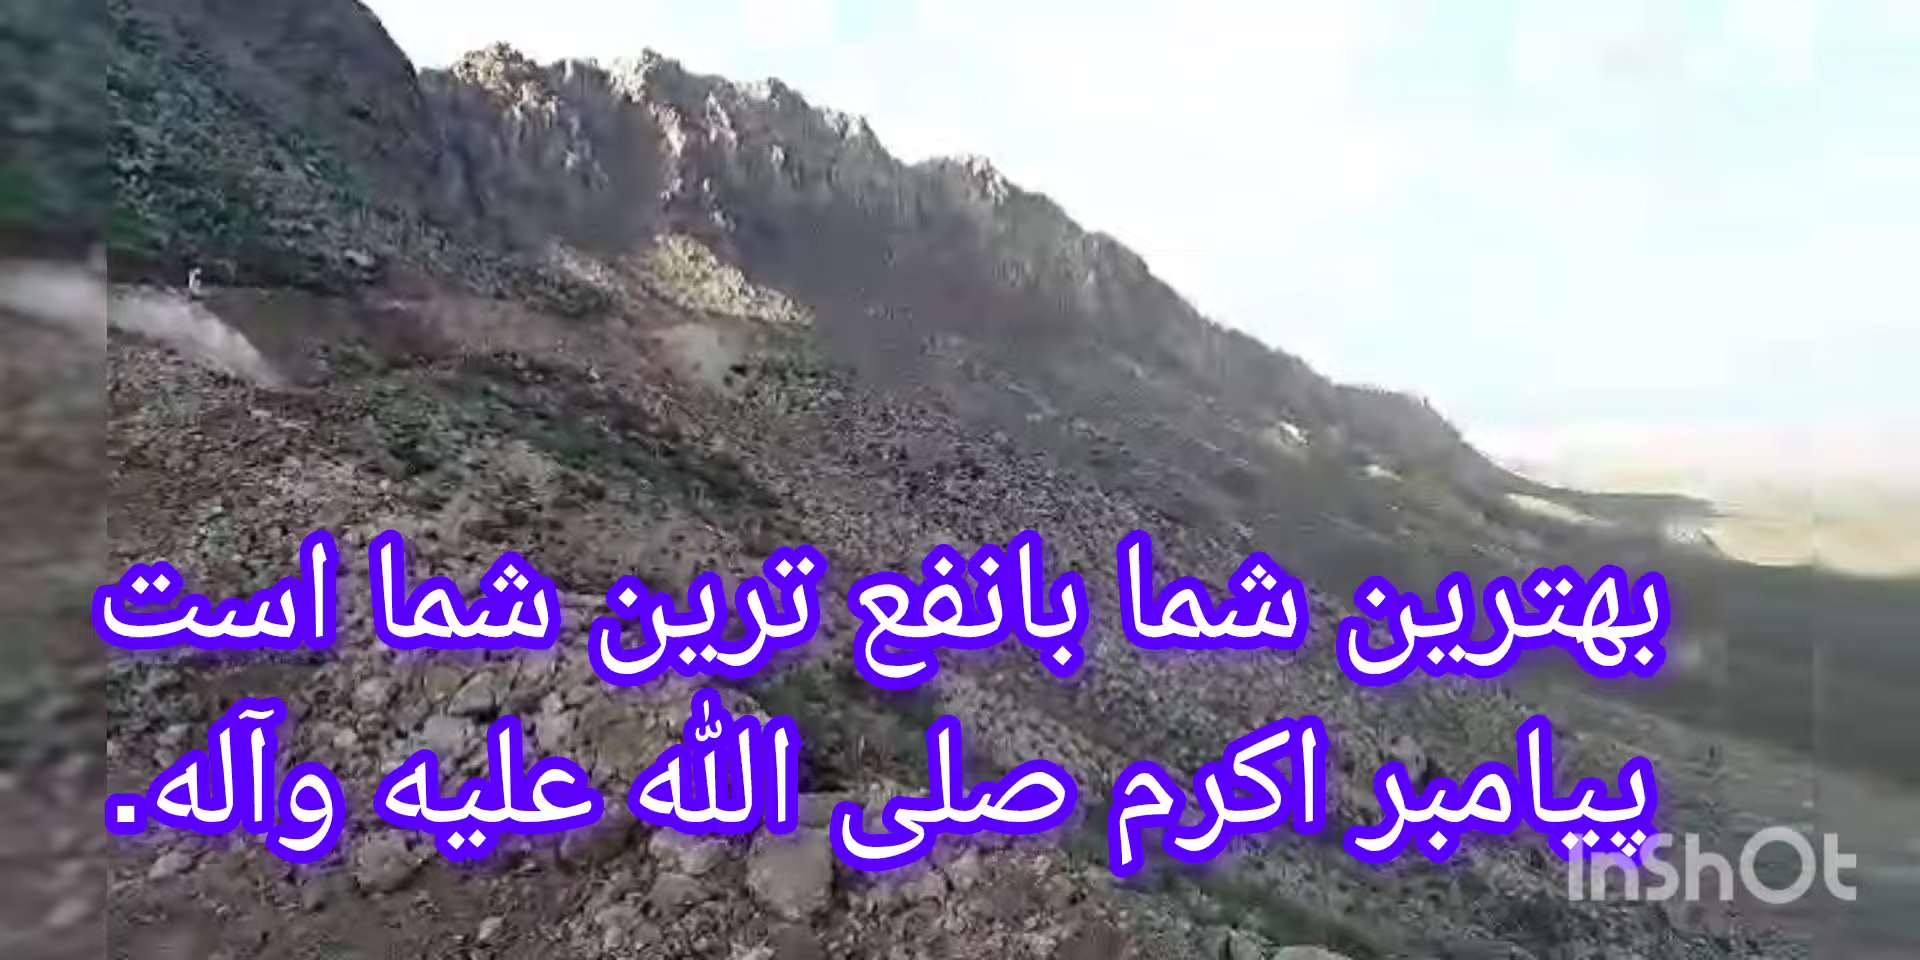 بهترین شما بانفع ترین شما است
پیامبر اکرم صلی الله علیه وآله.
InShOt